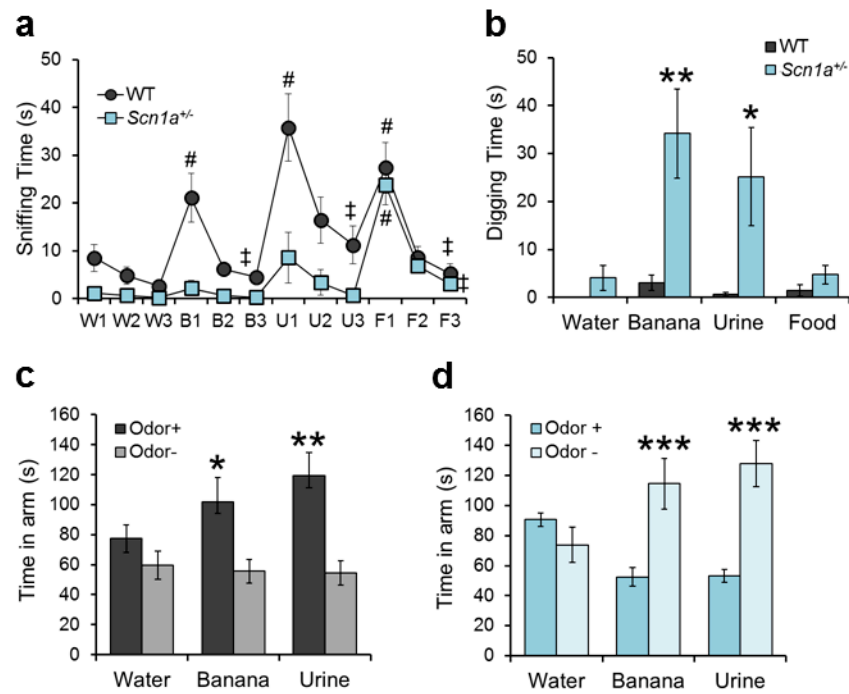 a
Sniffing Time (s)
50
40
30
20
10
0
WT
Scn1a+/-
#
#
#
#
‡
‡
‡
‡
W1 W2 W3 B1 B2 B3 U1 U2 U3 F1 F2 F3
b
Digging Time (s)
50
40
30
20
10
0
WT
Scn1a+/-
**
*
Water Banana Urine Food
c
Time in arm (s)
160
140
120
100
80
60
40
20
0
Odor+
Odor-
*
**
Water Banana Urine
d
Time in arm (s)
160
140
120
100
80
60
40
20
0
Odor +
Odor -
***
***
Water Banana Urine